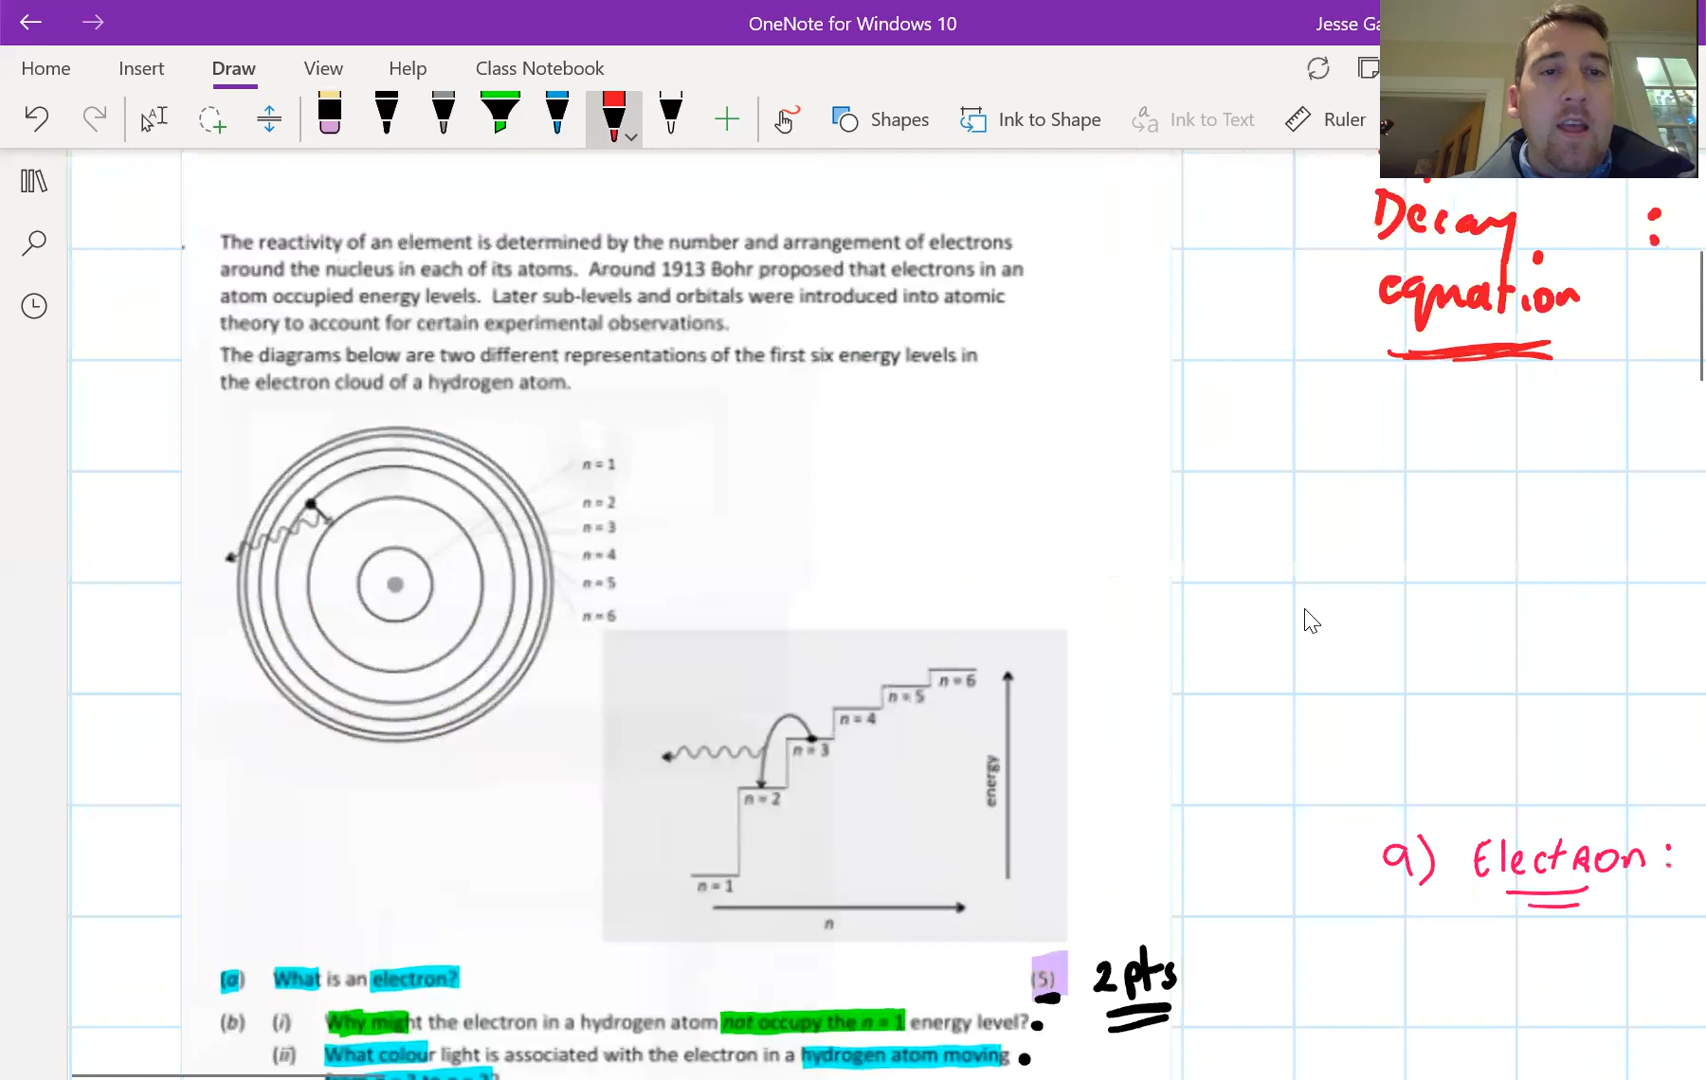 OneNote for Windows 10
Jesse Ga
Home Insert Draw View Help Class Notebook
Shapes Ink to Shape Ink to Text Ruler
Decay :
equation
The reactivity of an element is determined by the number and arrangement of electrons
around the nucleus in each of its atoms. Around 1913 Bohr proposed that electrons in an
atom occupied energy levels. Later sub-levels and orbitals were introduced into atomic
theory to account for certain experimental observations.
The diagrams below are two different representations of the first six energy levels in
the electron cloud of a hydrogen atom.
n = 1
n = 2
n = 3
n = 4
n = 5
n = 6
n = 6
n = 5
n = 4
n = 3
n = 2
n = 1
energy
n
a) Electron:
(a) What is an electron? (5) 2 pts
(b) (i) Why might the electron in a hydrogen atom not occupy the n = 1 energy level?
(ii) What colour light is associated with the electron in a hydrogen atom moving